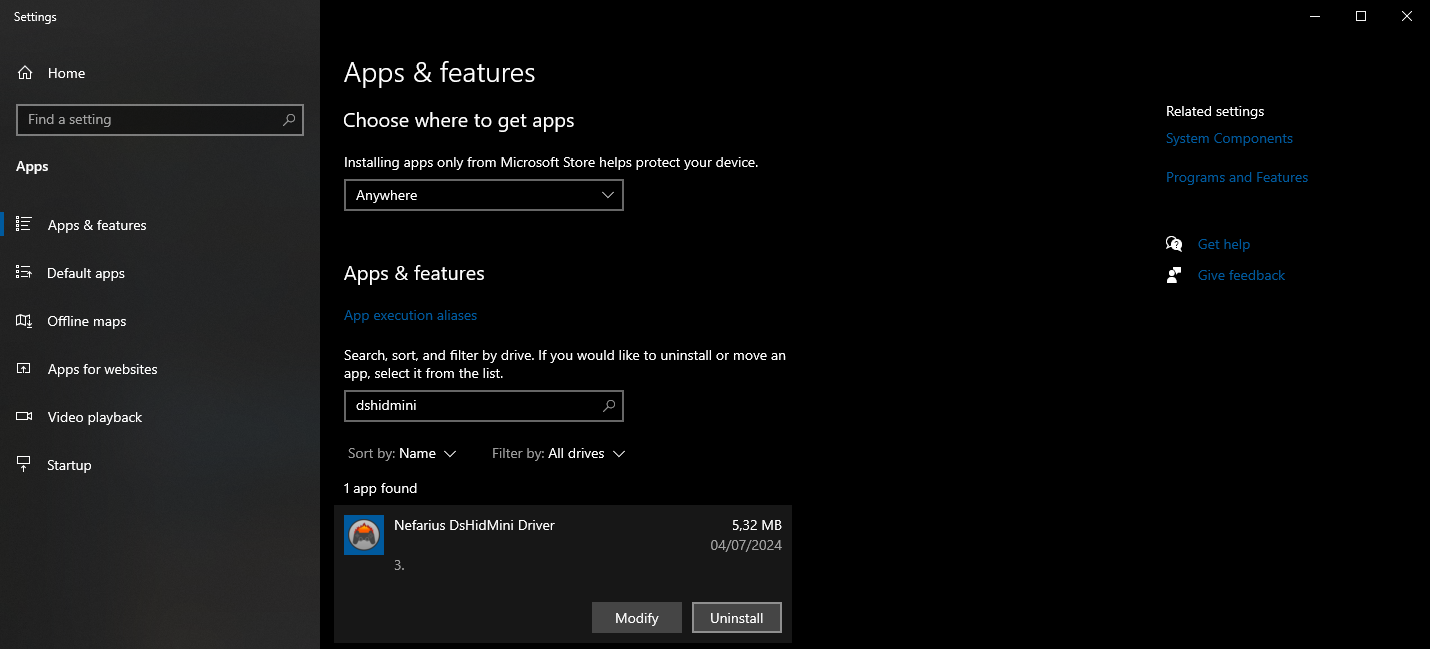 Settings
Home
Find a setting
Apps
Apps & features
Default apps
Offline maps
Apps for websites
Video playback
Startup
Apps & features
Choose where to get apps
Installing apps only from Microsoft Store helps protect your device.
Anywhere
Apps & features
App execution aliases
Search, sort, and filter by drive. If you would like to uninstall or move an
app, select it from the list.
dshidmini
Sort by: Name Filter by: All drives
1 app found
Nefarius DsHidMini Driver 5,32 MB
04/07/2024
3.
Modify Uninstall
Related settings
System Components
Programs and Features
Get help
Give feedback